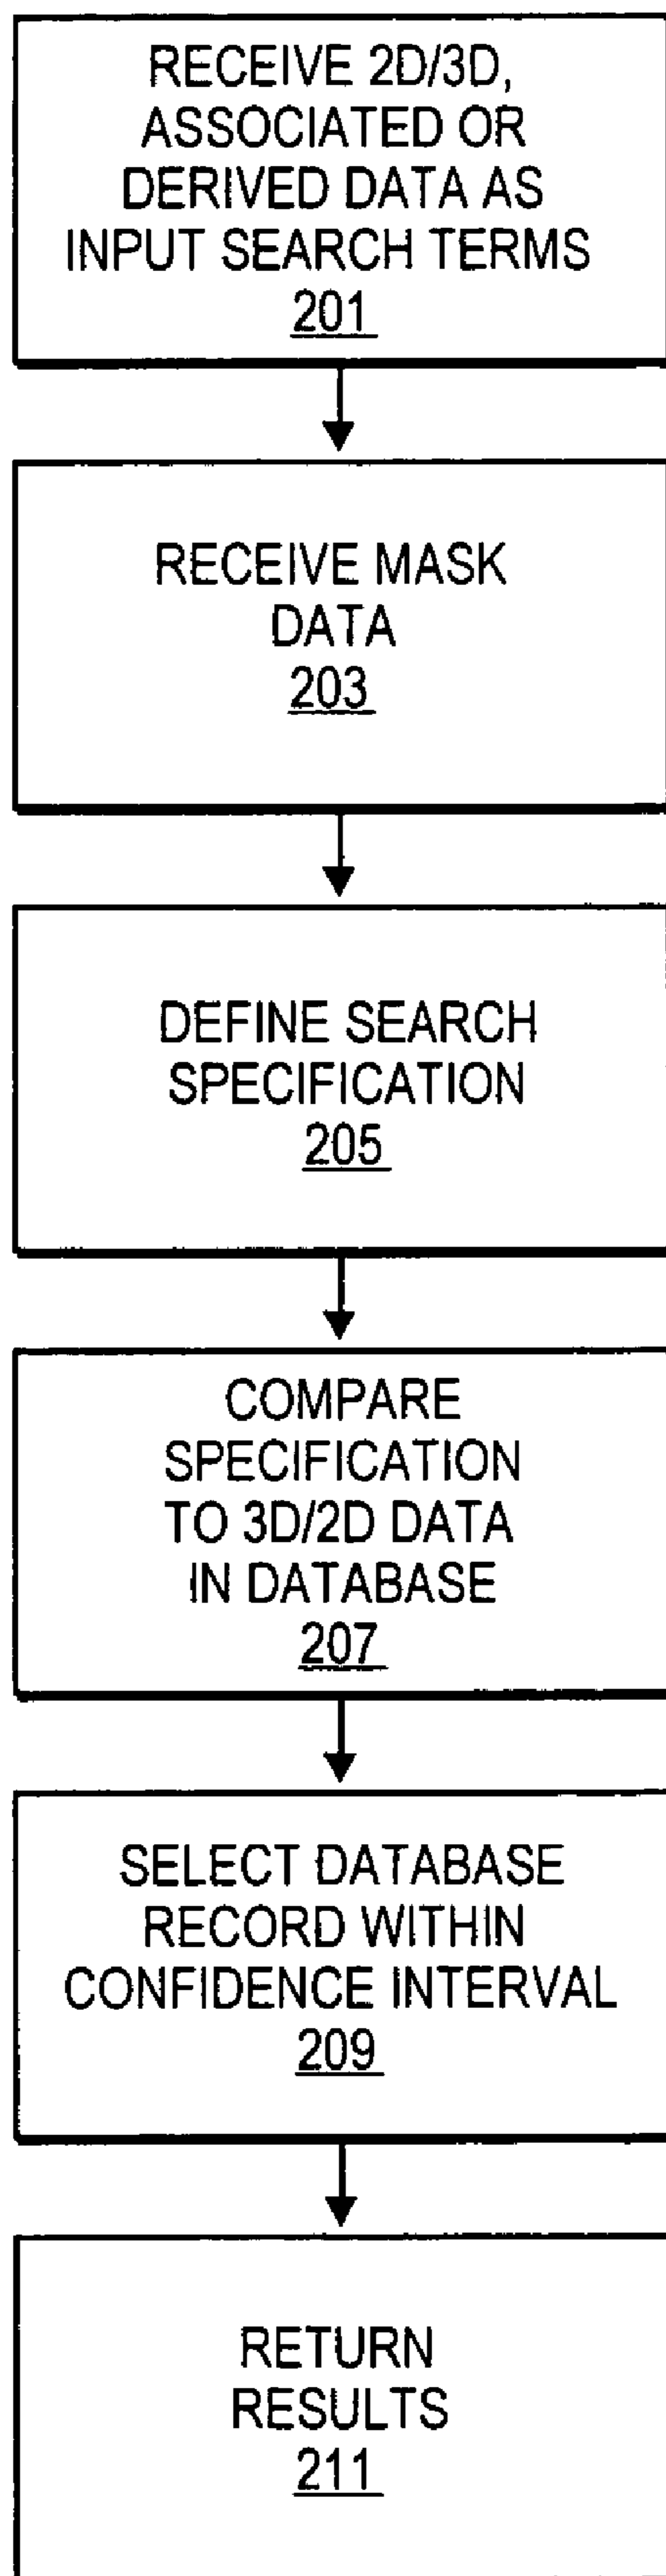 RECEIVE 2D/3D,
ASSOCIATED OR
DERIVED DATA AS
INPUT SEARCH TERMS
201
RECEIVE MASK
DATA
203
DEFINE SEARCH
SPECIFICATION
205
COMPARE
SPECIFICATION
TO 3D/2D DATA
IN DATABASE
207
SELECT DATABASE
RECORD WITHIN
CONFIDENCE INTERVAL
209
RETURN
RESULTS
211